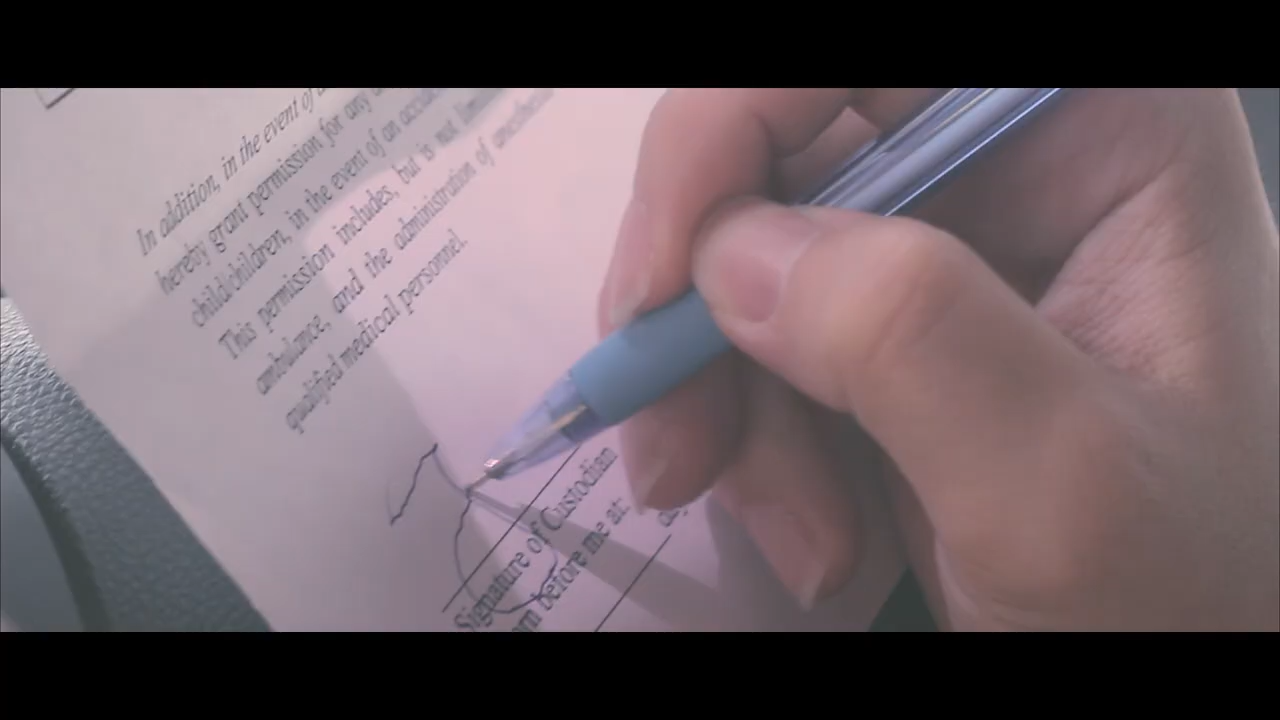 In addition, in the event of
hereby grant permission for any
child/children, in the event of an
This permission includes, but is not
ambulance, and the administration of
qualified medical personnel.
Signature of Custodian
before me at: